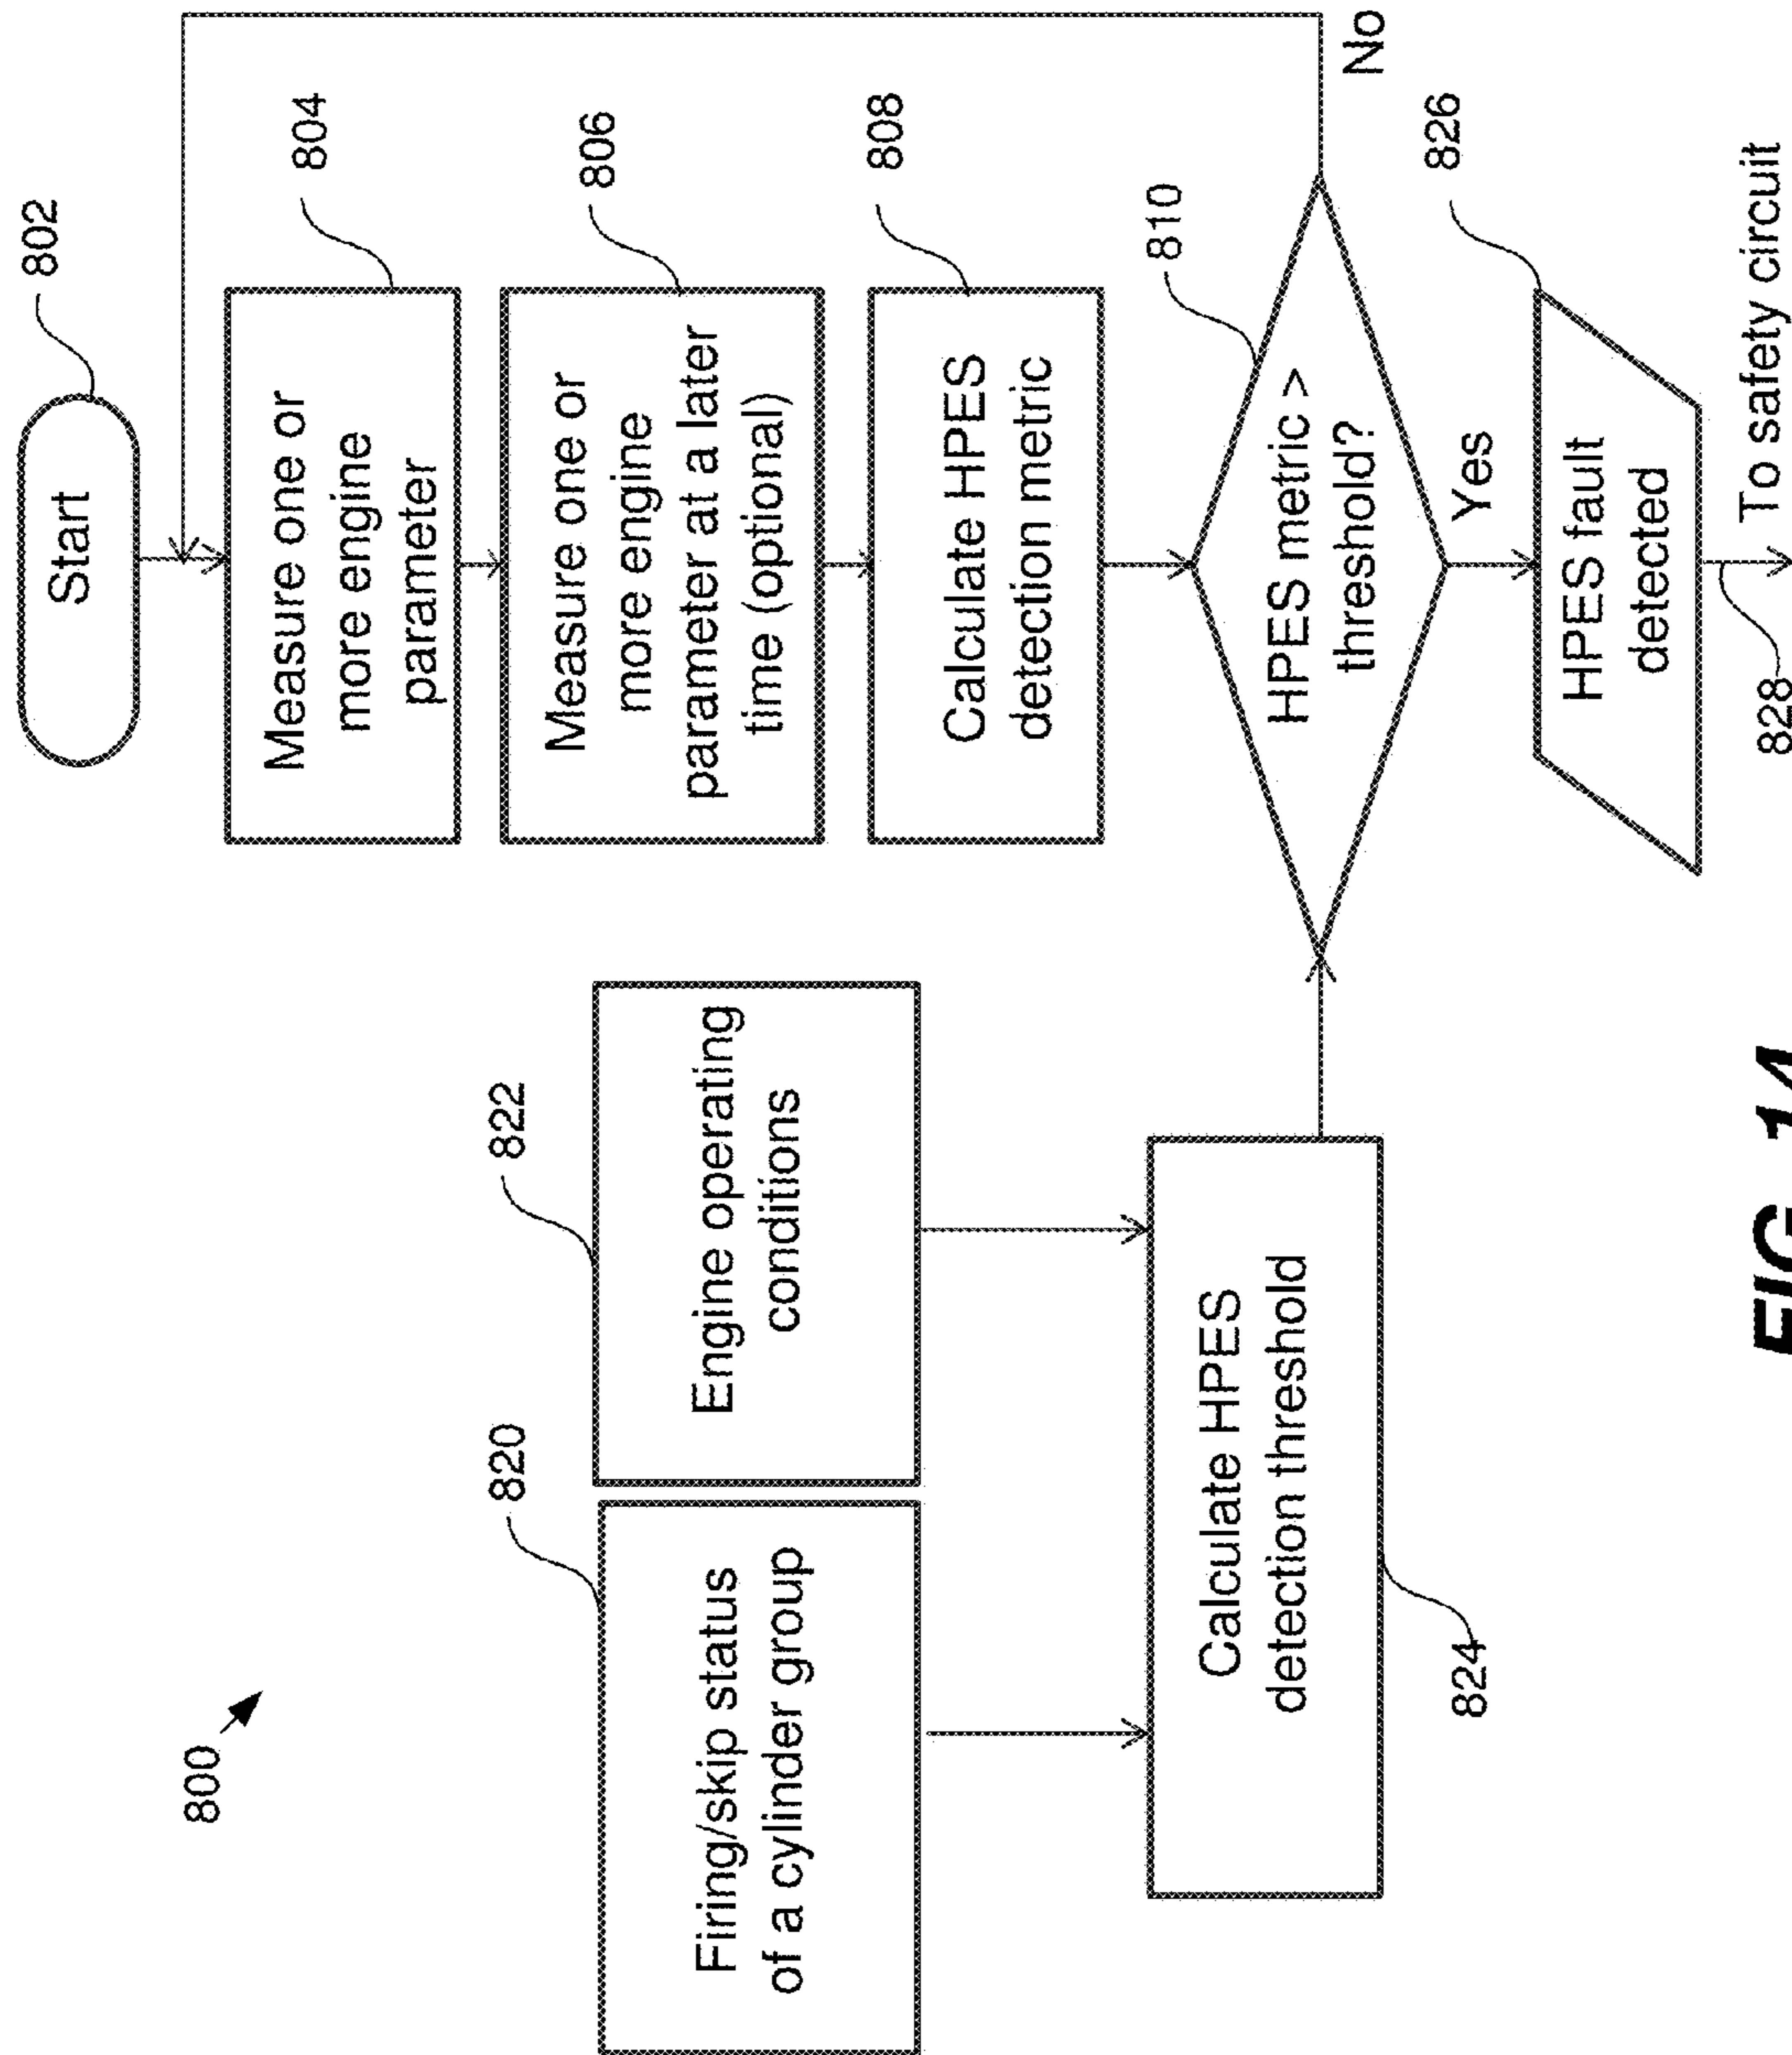 800
Start
802
Measure one or
more engine
parameter
804
Measure one or
more engine
parameter at a later
time (optional)
806
Calculate HPES
detection metric
808
HPES metric >
threshold?
810
No
Yes
HPES fault
detected
826
828
To safety circuit
Firing/skip status
of a cylinder group
820
Engine operating
conditions
822
Calculate HPES
detection threshold
824
FIG. 14